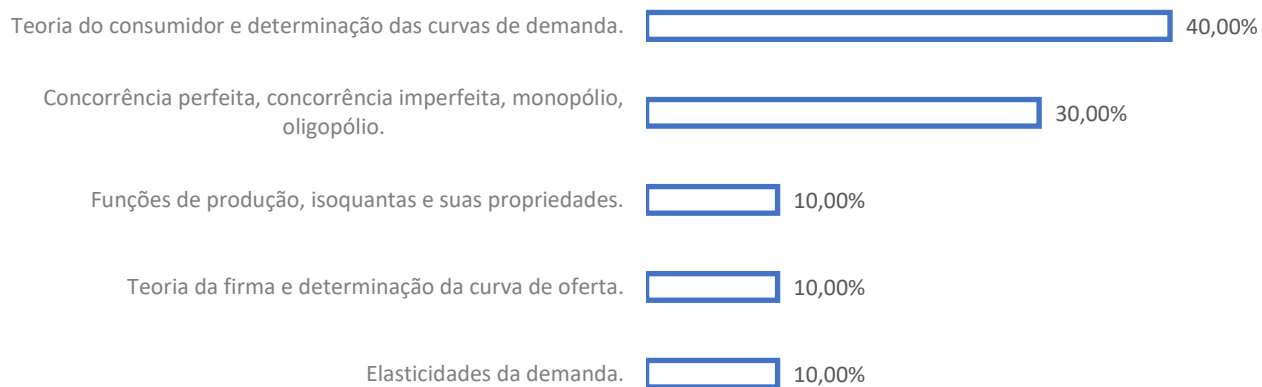 Teoria do consumidor e determinação das curvas de demanda.
40,00%
Concorrência perfeita, concorrência imperfeita, monopólio,
oligopólio.
30,00%
Funções de produção, isoquantas e suas propriedades.
10,00%
Teoria da firma e determinação da curva de oferta.
10,00%
Elasticidades da demanda.
10,00%